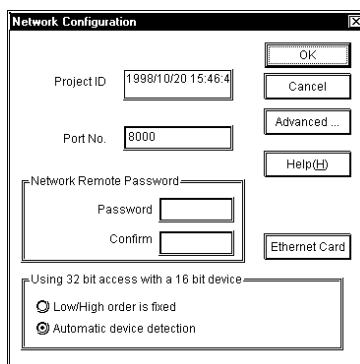 Network Configuration
OK
Project ID
1998/10/20 15:46:4
Cancel
Advanced ...
Port No.
8000
Help(H)
Network Remote Password
Password
Confirm
Ethernet Card
Using 32 bit access with a 16 bit device
Low/High order is fixed
Automatic device detection